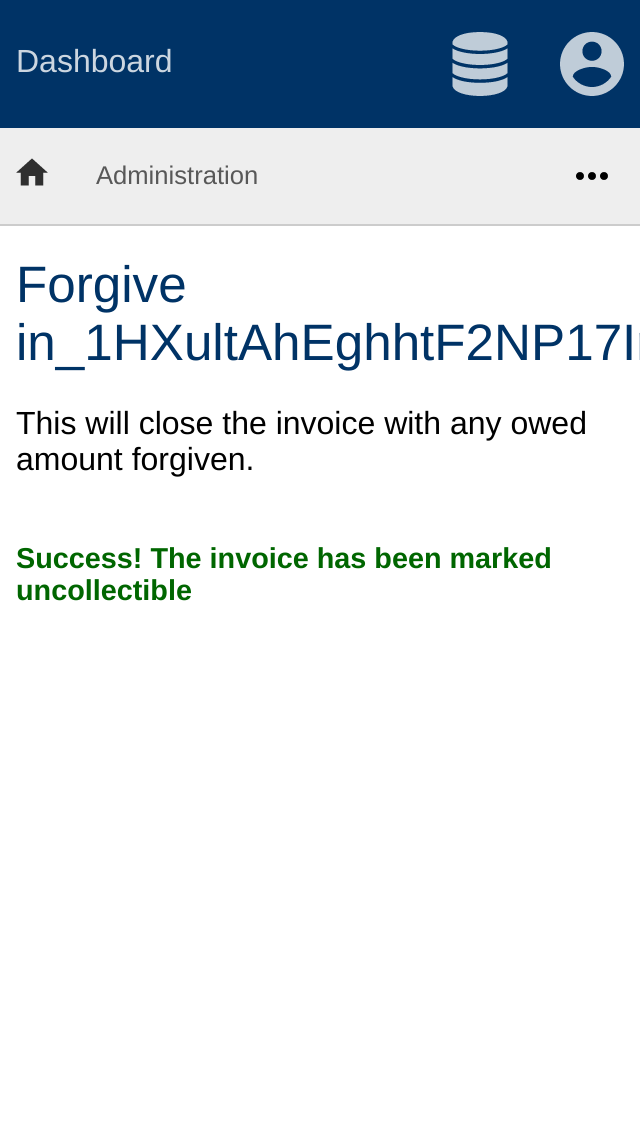 Dashboard
Administration
Forgive
in_1HXultAhEghhtF2NP17I
This will close the invoice with any owed
amount forgiven.
Success! The invoice has been marked
uncollectible